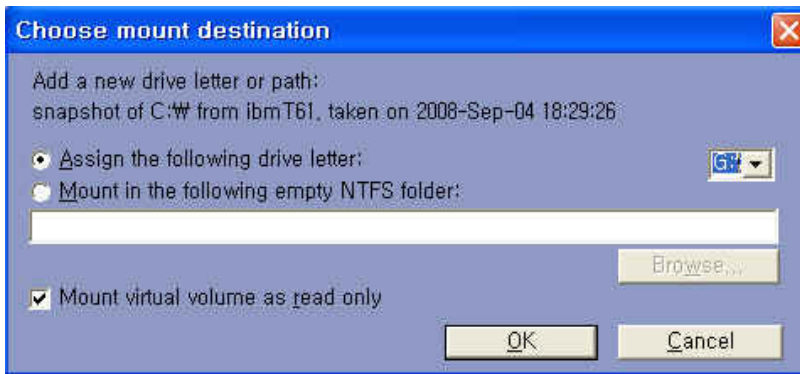 Choose mount destination
Add a new drive letter or path:
snapshot of C:₩ from ibmT61, taken on 2008-Sep-04 18:29:26
Assign the following drive letter:
G:₩
Mount in the following empty NTFS folder:
Browse...
Mount virtual volume as read only
OK
Cancel